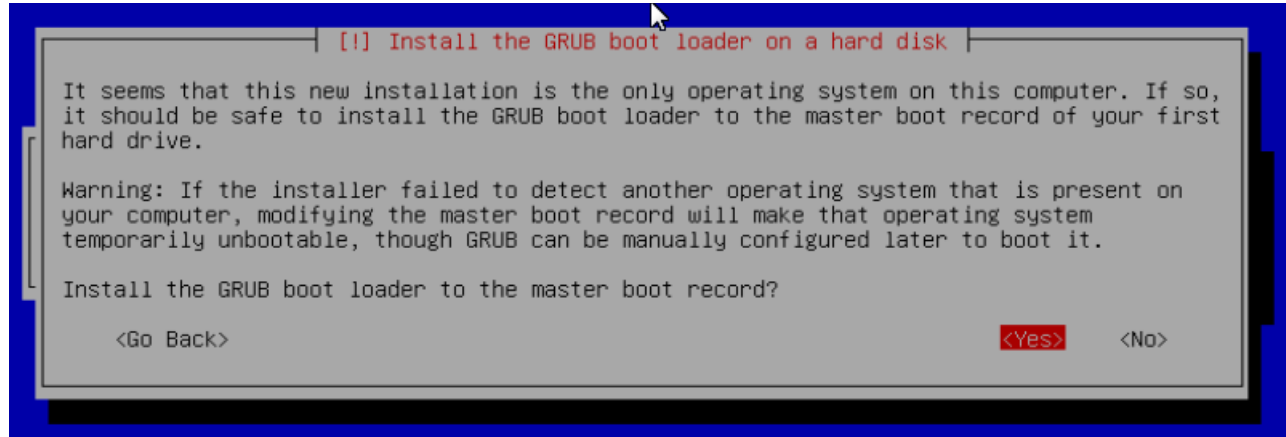 [!] Install the GRUB boot loader on a hard disk
It seems that this new installation is the only operating system on this computer. If so,
it should be safe to install the GRUB boot loader to the master boot record of your first
hard drive.
Warning: If the installer failed to detect another operating system that is present on
your computer, modifying the master boot record will make that operating system
temporarily unbootable, though GRUB can be manually configured later to boot it.
Install the GRUB boot loader to the master boot record?
<Go Back> <Yes> <No>